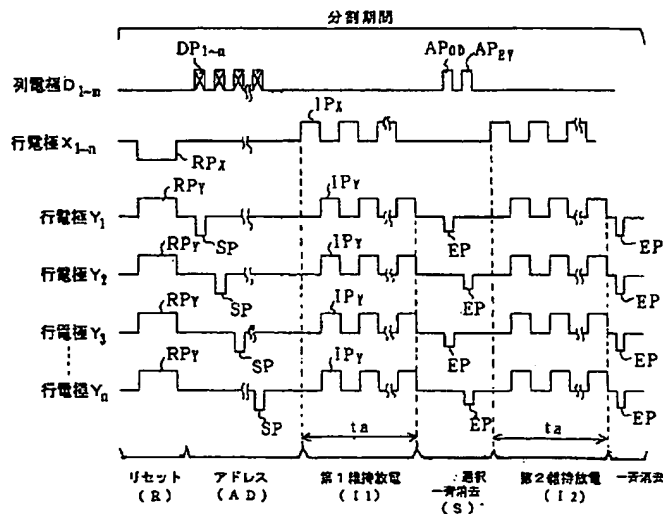 分割期間
DP1~m
APOD APEV
列電極D1~m
IPX
行電極X1~n
RPX
RPY
IPY
行電極Y1
SP
EP
EP
RPY
IPY
行電極Y2
SP
EP
EP
RPY
IPY
行電極Y3
SP
EP
EP
RPY
IPY
行電極Yn
SP
EP
EP
ta
ta
リセット
(R)
アドレス
(AD)
第1維持放電
(I1)
選択
一斉消去
(S)
第2維持放電
(I2)
一斉消去